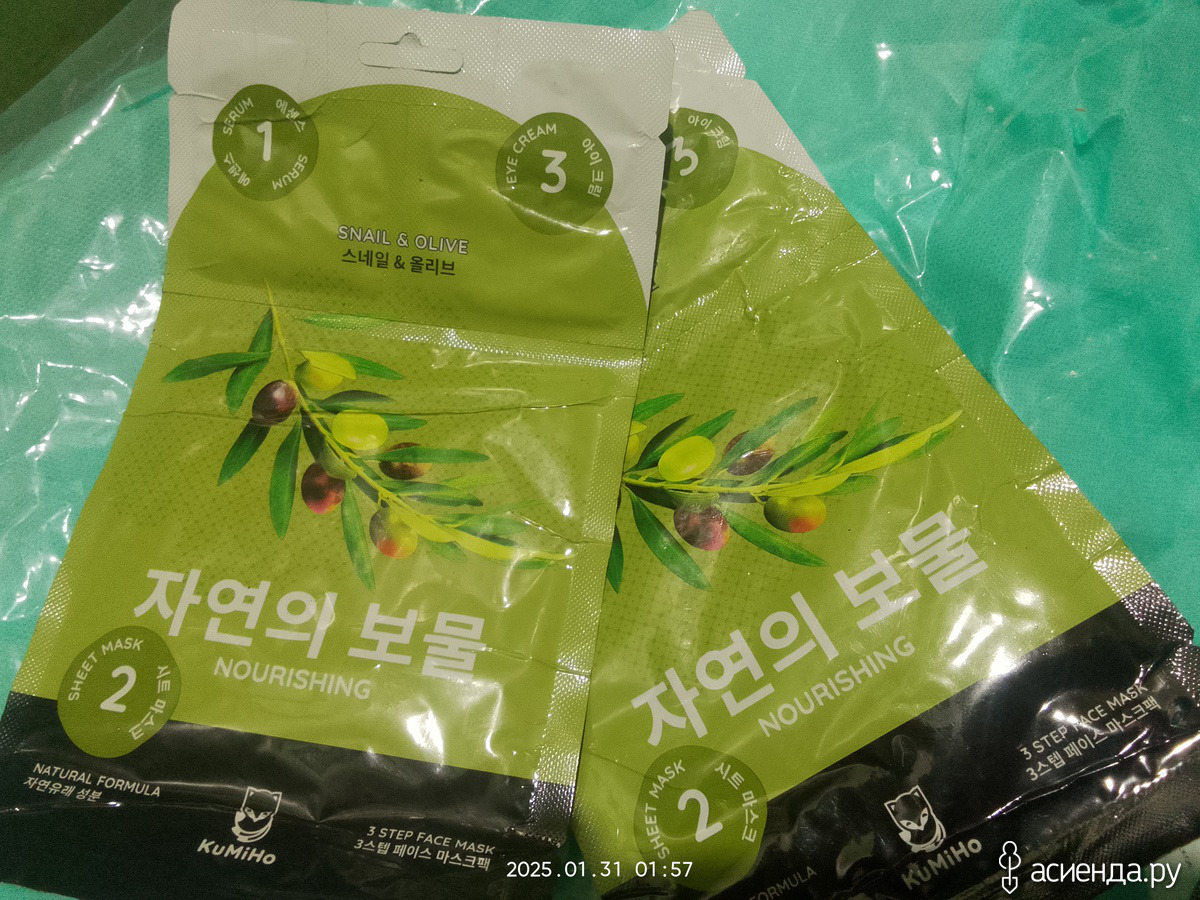 SERUM 에센스
1
SERUM 에센스
EYE CREAM 아이 크림
3
SNAIL & OLIVE
스네일 & 올리브
자연의 보물
NOURISHING
SHEET MASK 시트 마스크
2
NATURAL FORMULA
자연유래 성분
KUMiHO
3 STEP FACE MASK
3스텝 페이스 마스크팩
아이 크림
3
자연의 보물
NOURISHING
SHEET MASK 시트 마스크
2
FORMULA
KUMiHO
3 STEP FACE MASK
3스텝 페이스 마스크팩
2025.01.31 01:57
асиенда.ру